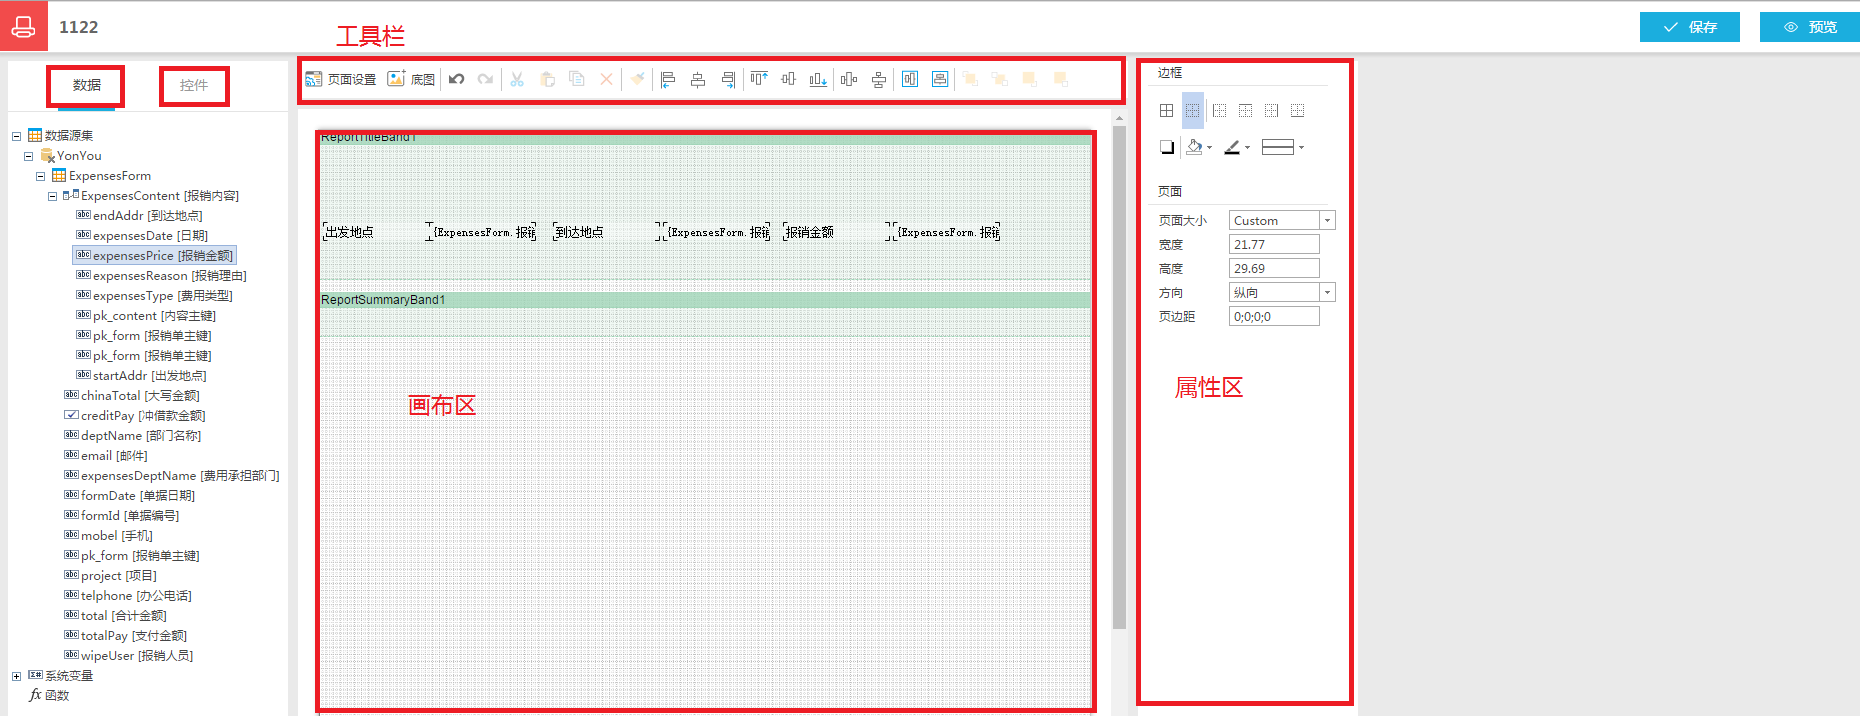 1122
保存
预览
工具栏
数据
控件
页面设置
底图
边框
数据源集
YonYou
ExpensesForm
ExpensesContent [报销内容]
endAddr [到达地点]
expensesDate [日期]
expensesPrice [报销金额]
expensesReason [报销理由]
expensesType [费用类型]
pk_content [内容主键]
pk_form [报销单主键]
pk_form [报销单主键]
startAddr [出发地点]
chinaTotal [大写金额]
creditPay [冲借款金额]
deptName [部门名称]
email [邮件]
expensesDeptName [费用承担部门]
formDate [单据日期]
formId [单据编号]
mobel [手机]
pk_form [报销单主键]
project [项目]
telphone [办公电话]
total [合计金额]
totalPay [支付金额]
wipeUser [报销人员]
系统变量
函数
ReportTitleBand1
出发地点 {ExpensesForm.报销 到达地点 {ExpensesForm.报销 报销金额 {ExpensesForm.报销
ReportSummaryBand1
画布区
页面
页面大小 Custom
宽度 21.77
高度 29.69
方向 纵向
页边距 0;0;0;0
属性区